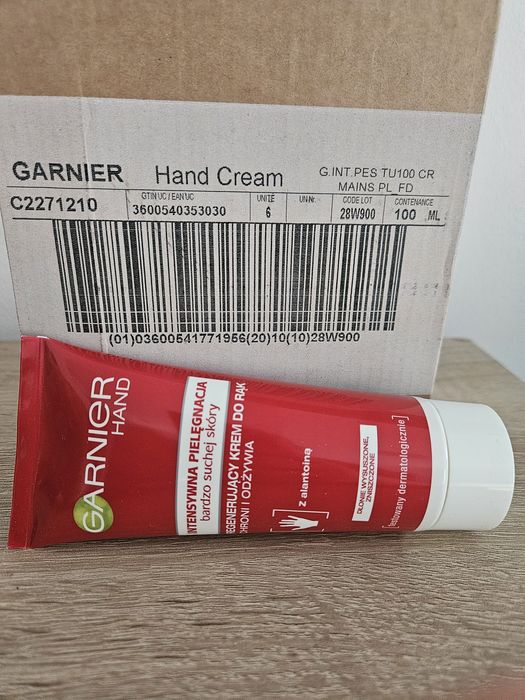 GARNIER Hand Cream
G.INT.PES TU100 CR
MAINS PL_FD
C2271210
GTIN UC / EAN UC
3600540353030
UNITÉ
6
UN-Nr.
CODE LOT
28W900
CONTENANCE
100 ML
(01)03600541771956(20)10(10)28W900
GARNIER
HAND
INTENSYWNA PIELĘGNACJA
bardzo suchej skóry
REGENERUJĄCY KREM DO RĄK
CHRONI I ODŻYWIA
z alantoiną
DŁONIE WYSUSZONE,
ZNISZCZONE
[testowany dermatologicznie]